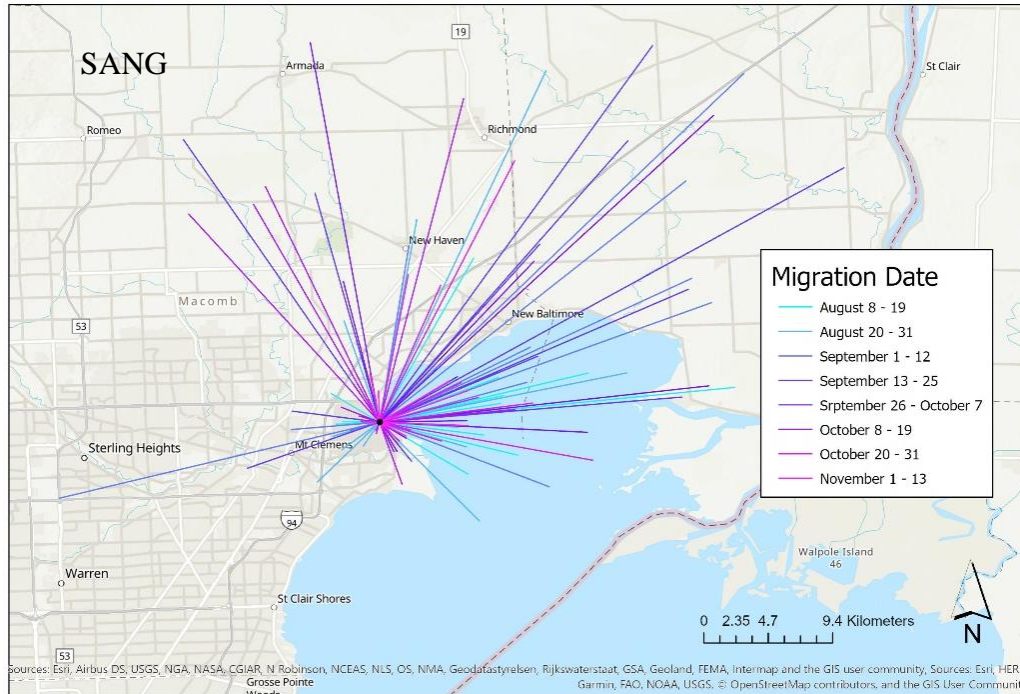 SANG
19
Armada
St Clair
Romeo
Richmond
New Haven
Macomb
53
New Baltimore
Migration Date
August 8 - 19
August 20 - 31
September 1 - 12
September 13 - 25
Srptember 26 - October 7
October 8 - 19
October 20 - 31
November 1 - 13
Sterling Heights
Mt Clemens
94
Walpole Island
46
Warren
St Clair Shores
0 2.35 4.7 9.4 Kilometers
N
53
Sources: Esri, Airbus DS, USGS, NGA, NASA, CGIAR, N Robinson, NCEAS, NLS, OS, NMA, Geodatastyrelsen, Rijkswaterstaat, GSA, Geoland, FEMA, Intermap and the GIS user community, Sources: Esri, HER
Grosse Pointe
Woods
Garmin, FAO, NOAA, USGS, © OpenStreetMap contributors, and the GIS User Communit